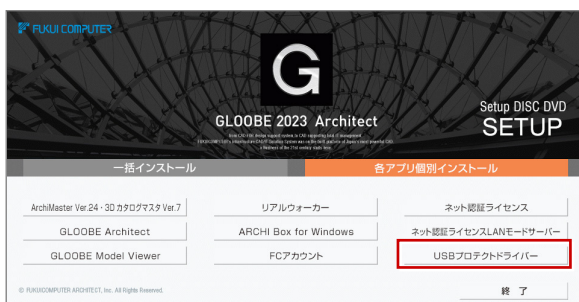 FUKUI COMPUTER
G
GLOOBE 2023 Architect
Setup DISC DVD
SETUP
一括インストール
各アプリ個別インストール
ArchiMaster Ver.24・3D カタログマスタ Ver.7
リアルウォーカー
ネット認証ライセンス
GLOOBE Architect
ARCHI Box for Windows
ネット認証ライセンスLANモードサーバー
GLOOBE Model Viewer
FCアカウント
USBプロテクトドライバー
© FUKUICOMPUTER ARCHITECT, Inc. All Rights Reserved.
終 了